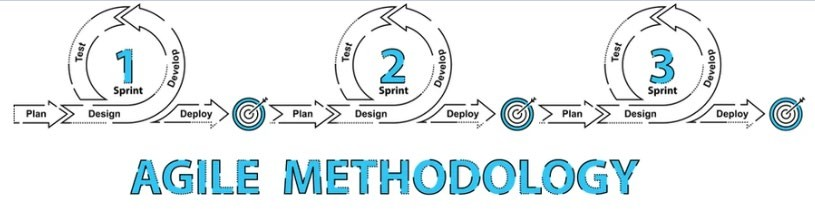 1
Sprint
Test
Develop
Plan
Design
Deploy
2
Sprint
Test
Develop
Plan
Design
Deploy
3
Sprint
Test
Develop
Plan
Design
Deploy
AGILE METHODOLOGY